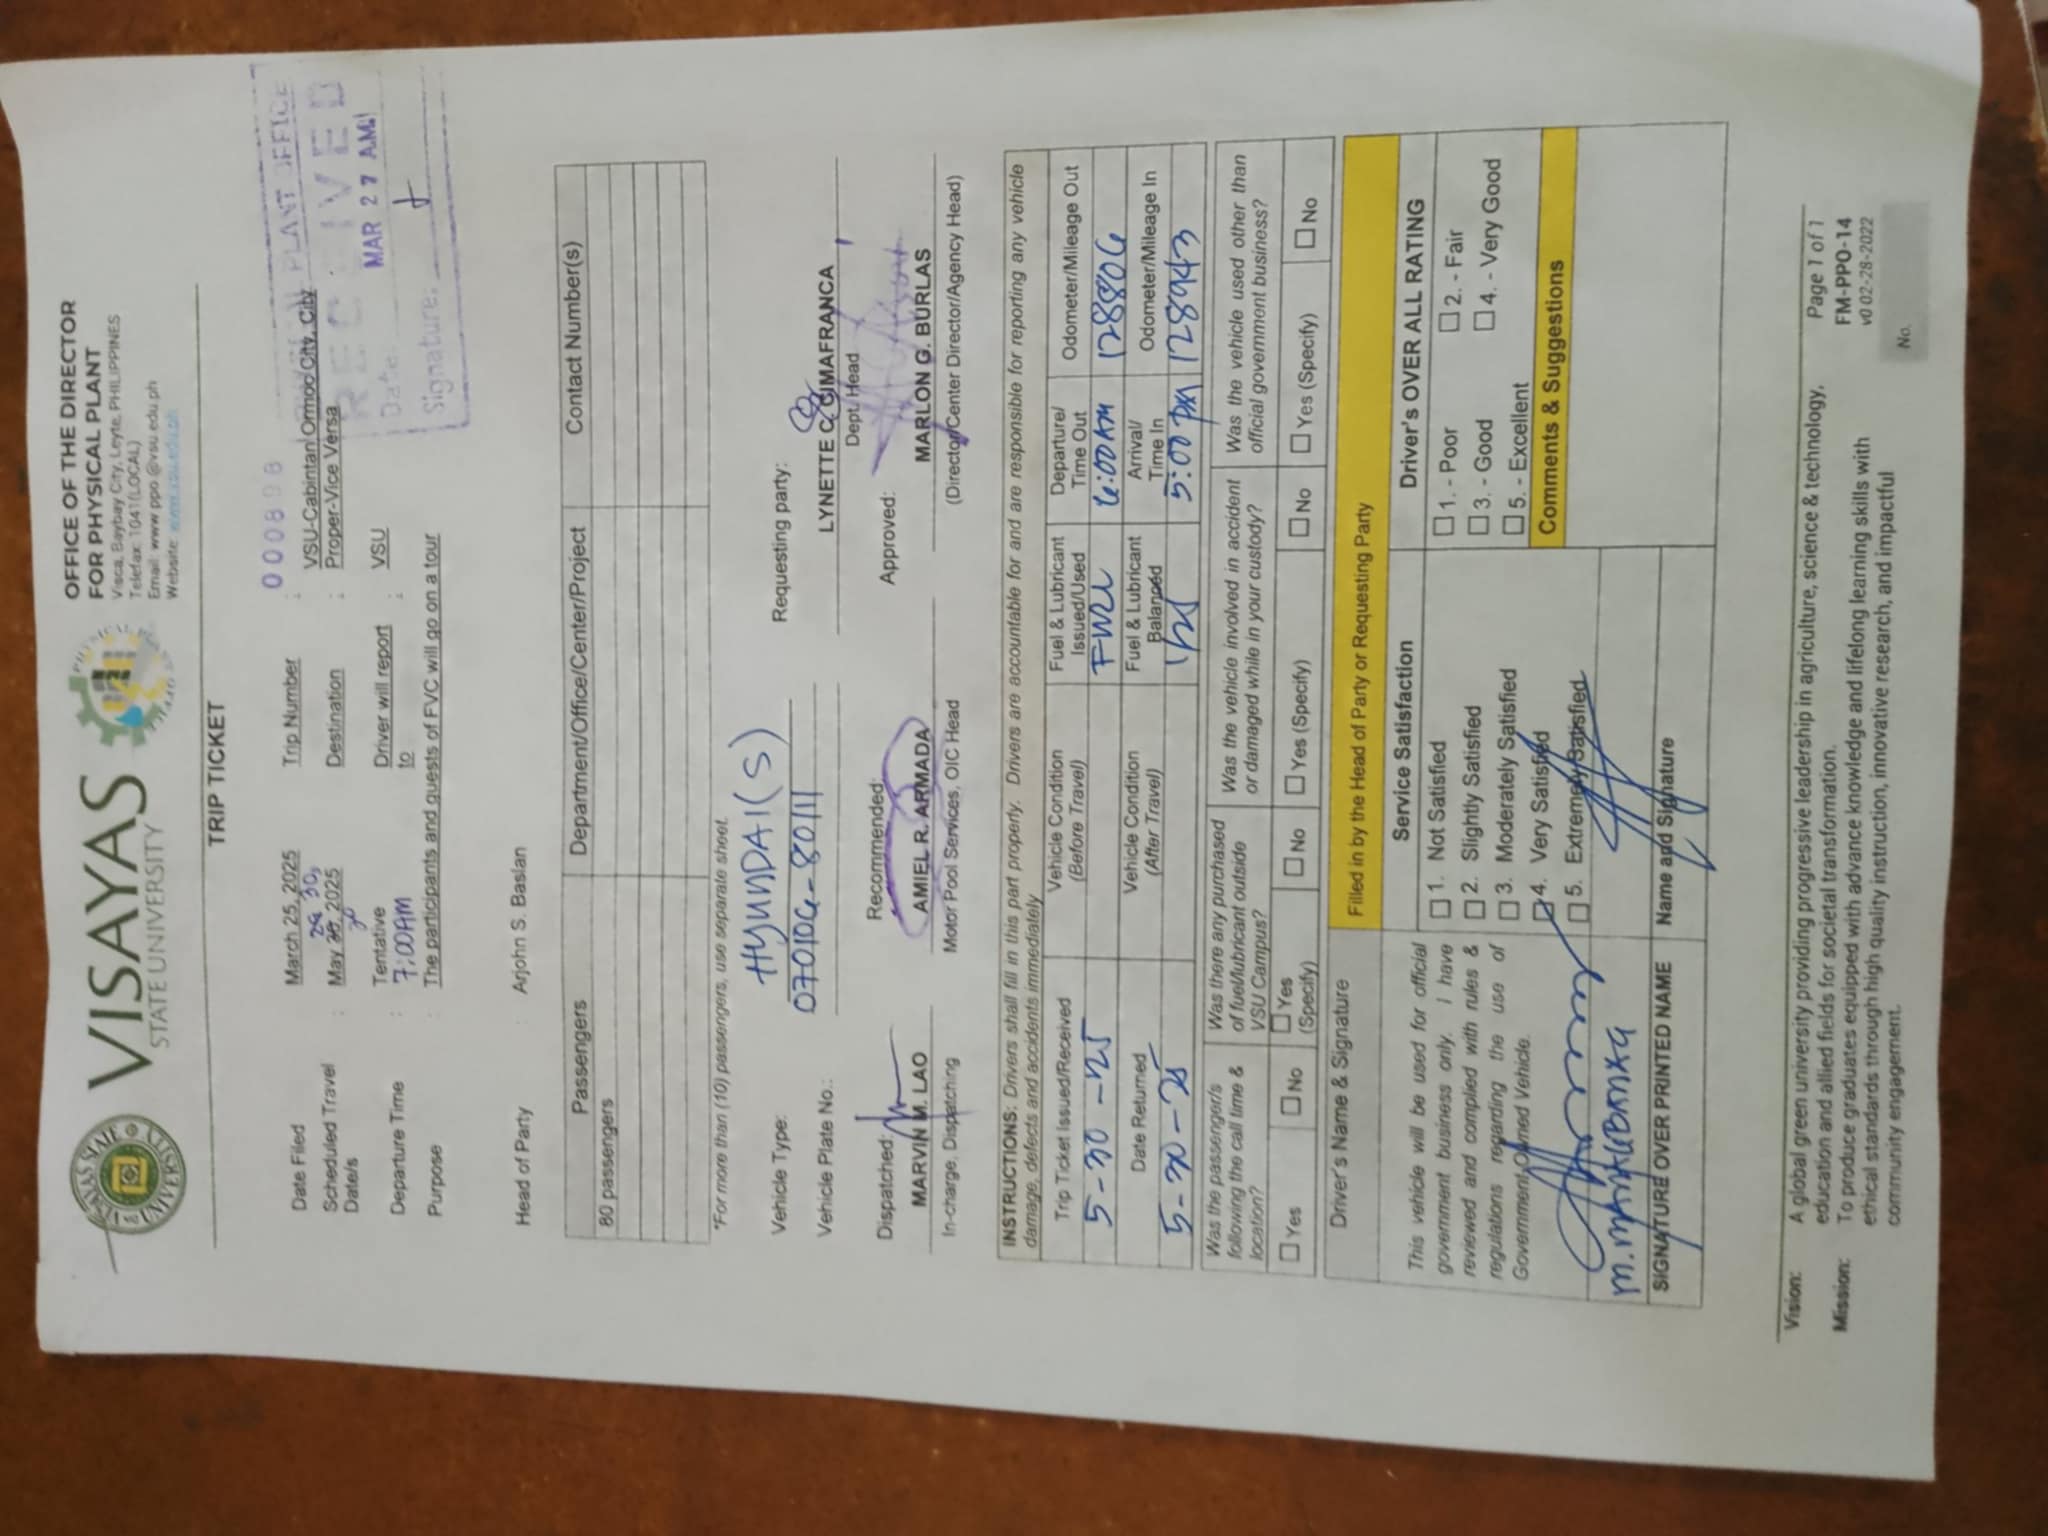 VISAYAS
STATE UNIVERSITY
OFFICE OF THE DIRECTOR
FOR PHYSICAL PLANT
Visca, Baybay City, Leyte, PHILIPPINES
Telefax: 1041(LOCAL)
Email: www ppo @vsu edu ph
Website: www.vsu.edu.ph
TRIP TICKET
Date Filed : March 25, 2025
Trip Number : 000898
Scheduled Travel Date/s : May 30, 2025
Destination : VSU-Cabintan Ormoc City, City Proper-Vice Versa
Departure Time : Tentative 7:00AM
Driver will report to : VSU
Purpose : The participants and guests of FVC will go on a tour
PLANT OFFICE
RECEIVED
Date: MAR 27 AM
Signature:
Head of Party : Arjohn S. Baslan
Passengers Department/Office/Center/Project Contact Number(s)
80 passengers
*For more than (10) passengers, use separate sheet.
Vehicle Type: HYUNDAI (S)
Vehicle Plate No.: 070104-80111
Requesting party:
LYNETTE C. CIMAFRANCA
Dept. Head
Dispatched:
MARVIN M. LAO
In-charge, Dispatching
Recommended:
AMIEL R. ARMADA
Motor Pool Services, OIC Head
Approved:
MARLON G. BURLAS
(Director/Center Director/Agency Head)
INSTRUCTIONS: Drivers shall fill in this part properly. Drivers are accountable for and are responsible for reporting any vehicle
damage, defects and accidents immediately
Trip Ticket Issued/Received Vehicle Condition (Before Travel) Fuel & Lubricant Issued/Used Departure/ Time Out Odometer/Mileage Out
5-30-25 FULL 6:00AM 128806
Date Returned Vehicle Condition (After Travel) Fuel & Lubricant Balanced Arrival/ Time In Odometer/Mileage In
5-30-25 5:00 PM 128943
Was the passenger's following the call time & location?
Was there any purchased of fuel/lubricant outside VSU Campus?
Was the vehicle involved in accident or damaged while in your custody?
Was the vehicle used other than official government business?
☐ Yes ☐ No ☐ Yes (Specify) ☐ No ☐ Yes (Specify) ☐ No ☐ Yes (Specify) ☐ No
Driver's Name & Signature
Filled in by the Head of Party or Requesting Party
This vehicle will be used for official
government business only. I have
reviewed and complied with rules &
regulations regarding the use of
Government Owned Vehicle.
SIGNATURE OVER PRINTED NAME
Service Satisfaction
☐ 1. Not Satisfied
☐ 2. Slightly Satisfied
☐ 3. Moderately Satisfied
☑ 4. Very Satisfied
☐ 5. Extremely Satisfied
Name and Signature
Driver's OVER ALL RATING
☐ 1. - Poor ☐ 2. - Fair
☐ 3. - Good ☐ 4. - Very Good
☐ 5. - Excellent
Comments & Suggestions
Vision: A global green university providing progressive leadership in agriculture, science & technology,
education and allied fields for societal transformation.
Mission: To produce graduates equipped with advance knowledge and lifelong learning skills with
ethical standards through high quality instruction, innovative research, and impactful
community engagement.
Page 1 of 1
FM-PPO-14
v0 02-28-2022
No.